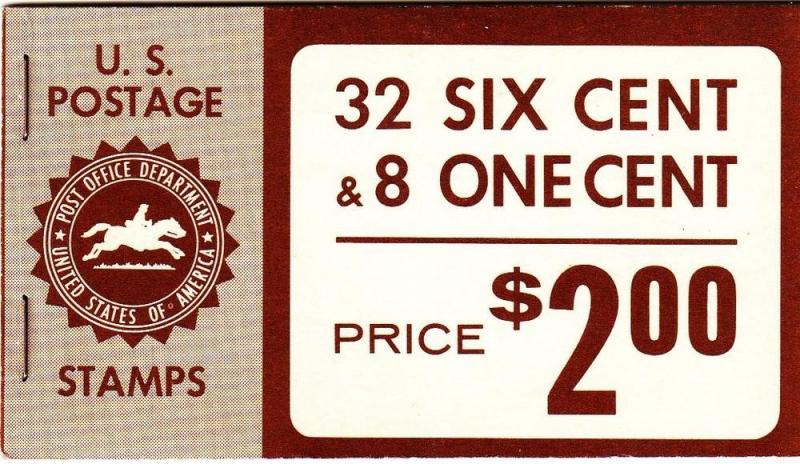 U. S.
POSTAGE
POST OFFICE DEPARTMENT
UNITED STATES OF AMERICA
STAMPS
32 SIX CENT
& 8 ONE CENT
PRICE $2.00